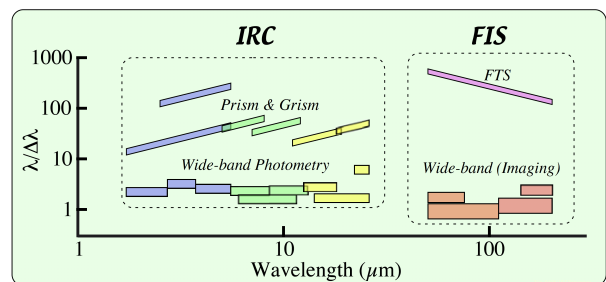 IRC FIS
1000
100
10
1
λ/Δλ
FTS
Prism & Grism
Wide-band Photometry
Wide-band (Imaging)
1 10 100
Wavelength (μm)